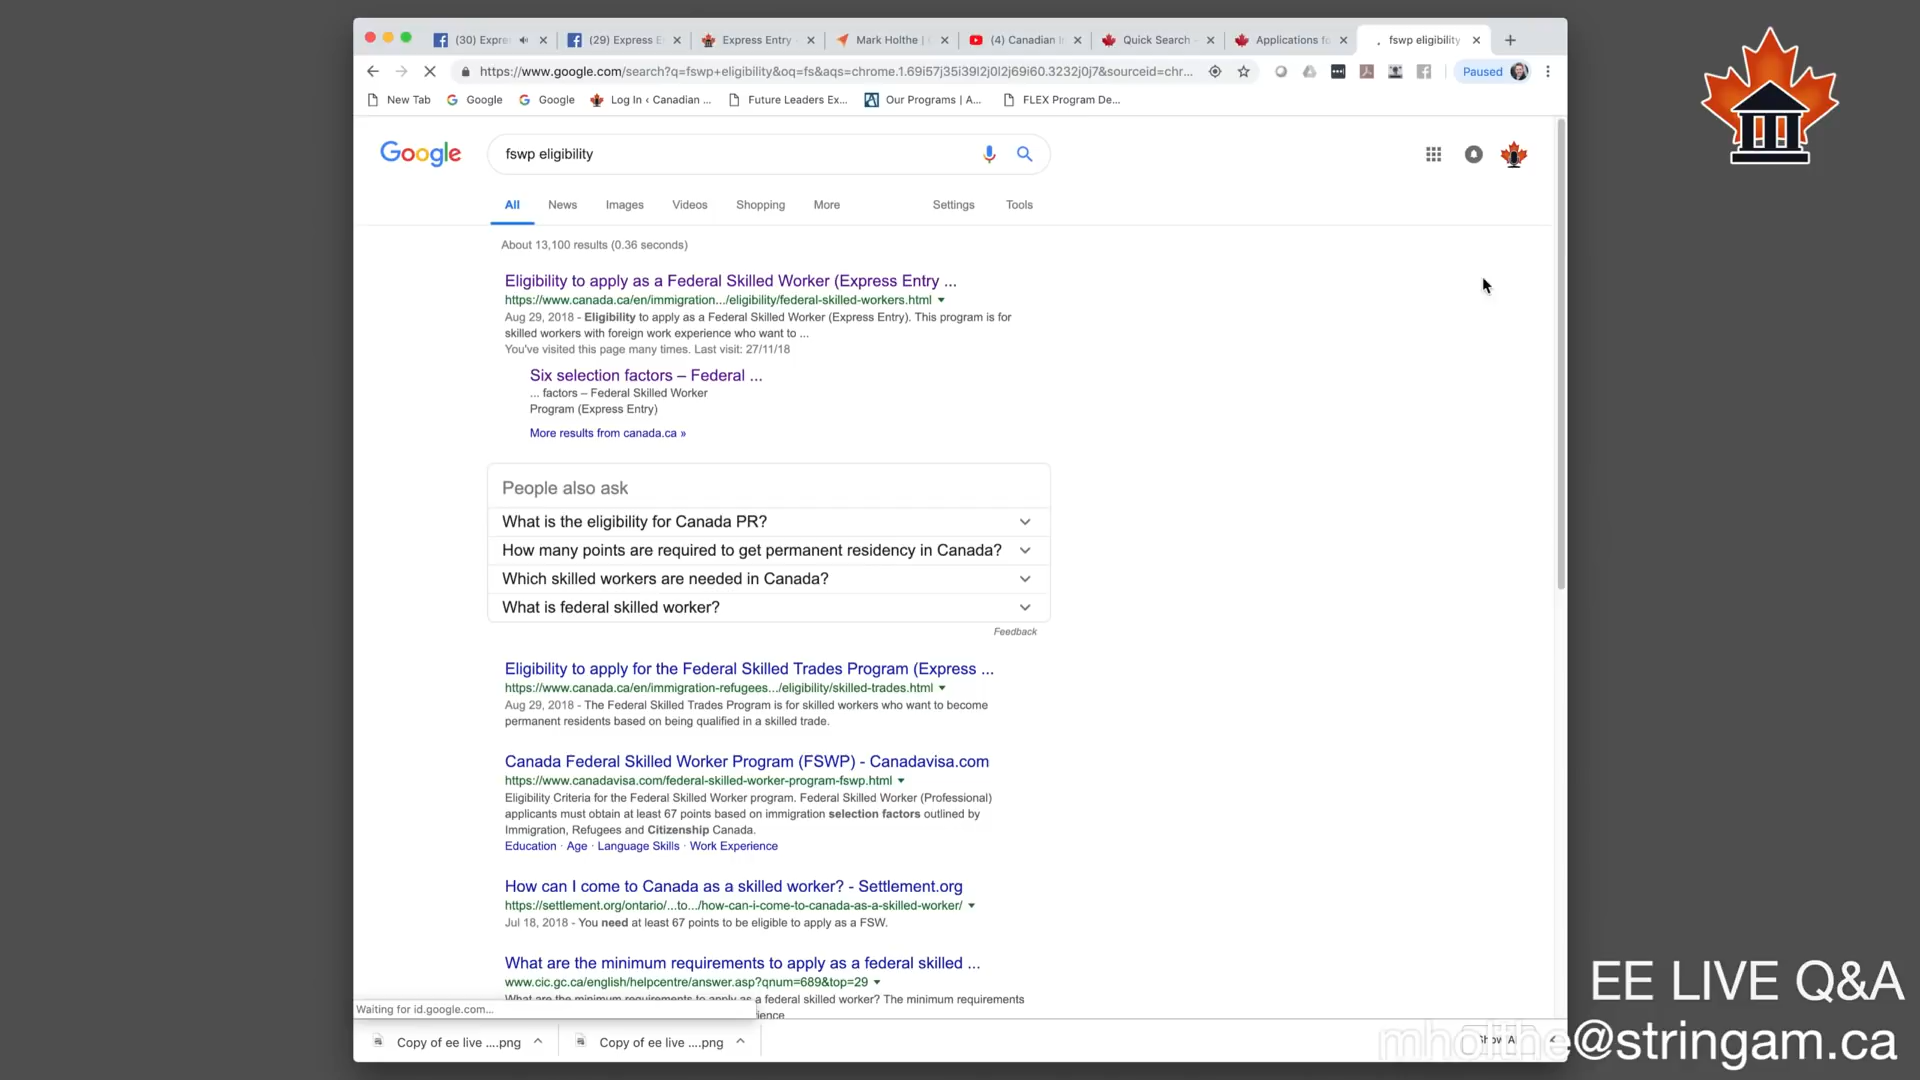 (30) Expre
(29) Express E
Express Entry
Mark Holthe |
(4) Canadian I
Quick Search
Applications fo
fswp eligibility
https://www.google.com/search?q=fswp+eligibility&oq=fs&aqs=chrome.1.69i57j35i39l2j0l2j69i60.3232j0j7&sourceid=chr...
Paused
New Tab
Google
Google
Log In ‹ Canadian ...
Future Leaders Ex...
Our Programs | A...
FLEX Program De...
Google
fswp eligibility
All
News
Images
Videos
Shopping
More
Settings
Tools
About 13,100 results (0.36 seconds)
Eligibility to apply as a Federal Skilled Worker (Express Entry ...
https://www.canada.ca/en/immigration.../eligibility/federal-skilled-workers.html
Aug 29, 2018 - Eligibility to apply as a Federal Skilled Worker (Express Entry). This program is for
skilled workers with foreign work experience who want to ...
You've visited this page many times. Last visit: 27/11/18
Six selection factors – Federal ...
... factors – Federal Skilled Worker
Program (Express Entry)
More results from canada.ca »
People also ask
What is the eligibility for Canada PR?
How many points are required to get permanent residency in Canada?
Which skilled workers are needed in Canada?
What is federal skilled worker?
Feedback
Eligibility to apply for the Federal Skilled Trades Program (Express ...
https://www.canada.ca/en/immigration-refugees.../eligibility/skilled-trades.html
Aug 29, 2018 - The Federal Skilled Trades Program is for skilled workers who want to become
permanent residents based on being qualified in a skilled trade.
Canada Federal Skilled Worker Program (FSWP) - Canadavisa.com
https://www.canadavisa.com/federal-skilled-worker-program-fswp.html
Eligibility Criteria for the Federal Skilled Worker program. Federal Skilled Worker (Professional)
applicants must obtain at least 67 points based on immigration selection factors outlined by
Immigration, Refugees and Citizenship Canada.
Education · Age · Language Skills · Work Experience
How can I come to Canada as a skilled worker? - Settlement.org
https://settlement.org/ontario/...to.../how-can-i-come-to-canada-as-a-skilled-worker/
Jul 18, 2018 - You need at least 67 points to be eligible to apply as a FSW.
What are the minimum requirements to apply as a federal skilled ...
www.cic.gc.ca/english/helpcentre/answer.asp?qnum=689&top=29
What are the minimum requirements to apply as a federal skilled worker? The minimum requirements
ience
Waiting for id.google.com...
Copy of ee live ....png
Copy of ee live ....png
Show All
EE LIVE Q&A
mholthe@stringam.ca